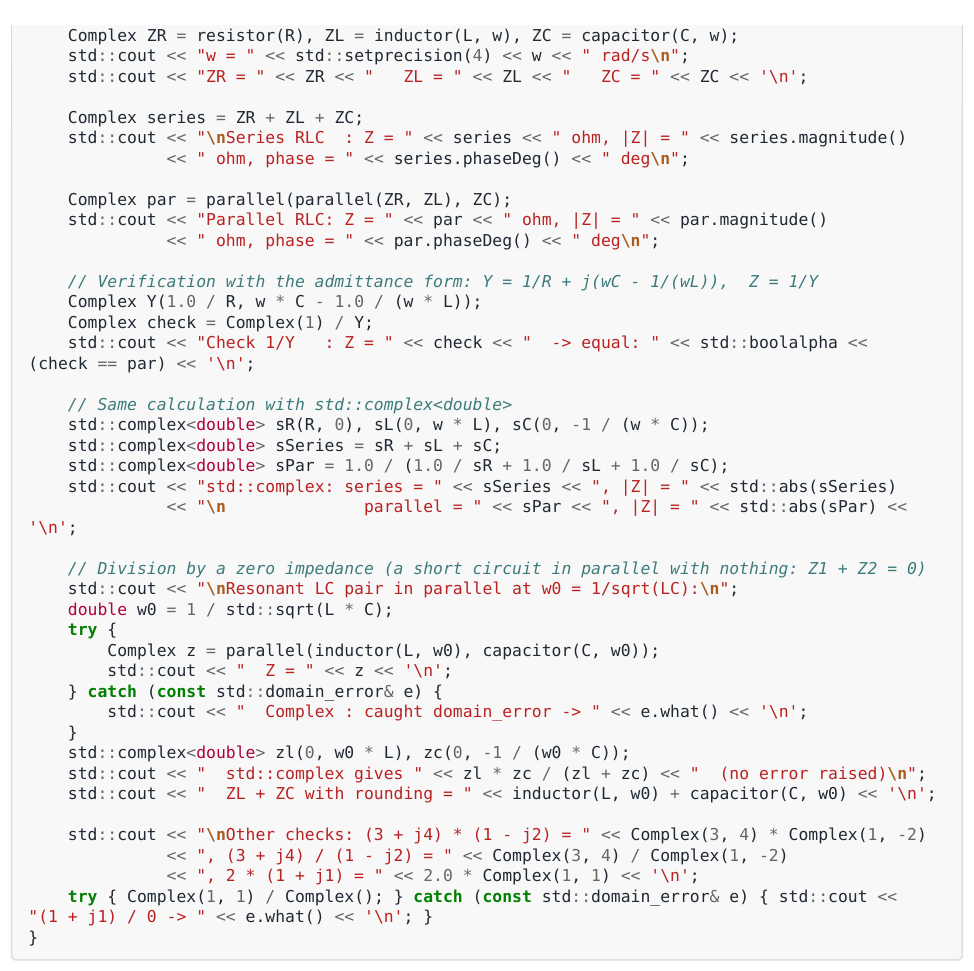 Complex ZR = resistor(R), ZL = inductor(L, w), ZC = capacitor(C, w);
    std::cout << "w = " << std::setprecision(4) << w << " rad/s\n";
    std::cout << "ZR = " << ZR << "   ZL = " << ZL << "   ZC = " << ZC << '\n';

    Complex series = ZR + ZL + ZC;
    std::cout << "\nSeries RLC  : Z = " << series << " ohm, |Z| = " << series.magnitude()
              << " ohm, phase = " << series.phaseDeg() << " deg\n";

    Complex par = parallel(parallel(ZR, ZL), ZC);
    std::cout << "Parallel RLC: Z = " << par << " ohm, |Z| = " << par.magnitude()
              << " ohm, phase = " << par.phaseDeg() << " deg\n";

    // Verification with the admittance form: Y = 1/R + j(wC - 1/(wL)),  Z = 1/Y
    Complex Y(1.0 / R, w * C - 1.0 / (w * L));
    Complex check = Complex(1) / Y;
    std::cout << "Check 1/Y   : Z = " << check << "  -> equal: " << std::boolalpha <<
(check == par) << '\n';

    // Same calculation with std::complex<double>
    std::complex<double> sR(R, 0), sL(0, w * L), sC(0, -1 / (w * C));
    std::complex<double> sSeries = sR + sL + sC;
    std::complex<double> sPar = 1.0 / (1.0 / sR + 1.0 / sL + 1.0 / sC);
    std::cout << "std::complex: series = " << sSeries << ", |Z| = " << std::abs(sSeries)
              << "\n              parallel = " << sPar << ", |Z| = " << std::abs(sPar) <<
'\n';

    // Division by a zero impedance (a short circuit in parallel with nothing: Z1 + Z2 = 0)
    std::cout << "\nResonant LC pair in parallel at w0 = 1/sqrt(LC):\n";
    double w0 = 1 / std::sqrt(L * C);
    try {
        Complex z = parallel(inductor(L, w0), capacitor(C, w0));
        std::cout << "  Z = " << z << '\n';
    } catch (const std::domain_error& e) {
        std::cout << "  Complex : caught domain_error -> " << e.what() << '\n';
    }
    std::complex<double> zl(0, w0 * L), zc(0, -1 / (w0 * C));
    std::cout << "  std::complex gives " << zl * zc / (zl + zc) << "  (no error raised)\n";
    std::cout << "  ZL + ZC with rounding = " << inductor(L, w0) + capacitor(C, w0) << '\n';

    std::cout << "\nOther checks: (3 + j4) * (1 - j2) = " << Complex(3, 4) * Complex(1, -2)
              << ", (3 + j4) / (1 - j2) = " << Complex(3, 4) / Complex(1, -2)
              << ", 2 * (1 + j1) = " << 2.0 * Complex(1, 1) << '\n';
    try { Complex(1, 1) / Complex(); } catch (const std::domain_error& e) { std::cout <<
"(1 + j1) / 0 -> " << e.what() << '\n'; }
}